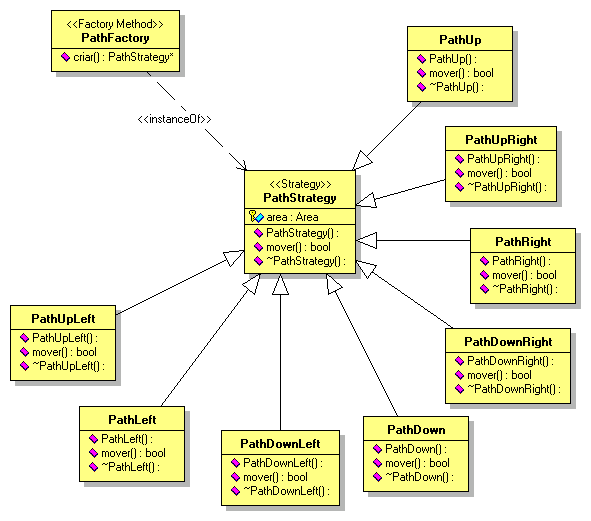 <<Factory Method>>
PathFactory
criar() : PathStrategy*
<<instanceOf>>
PathUp
PathUp() :
mover() : bool
~PathUp() :
PathUpRight
PathUpRight() :
mover() : bool
~PathUpRight() :
<<Strategy>>
PathStrategy
area : Area
PathStrategy() :
mover() : bool
~PathStrategy() :
PathRight
PathRight() :
mover() : bool
~PathRight() :
PathUpLeft
PathUpLeft() :
mover() : bool
~PathUpLeft() :
PathDownRight
PathDownRight() :
mover() : bool
~PathDownRight() :
PathLeft
PathLeft() :
mover() : bool
~PathLeft() :
PathDownLeft
PathDownLeft() :
mover() : bool
~PathDownLeft() :
PathDown
PathDown() :
mover() : bool
~PathDown() :